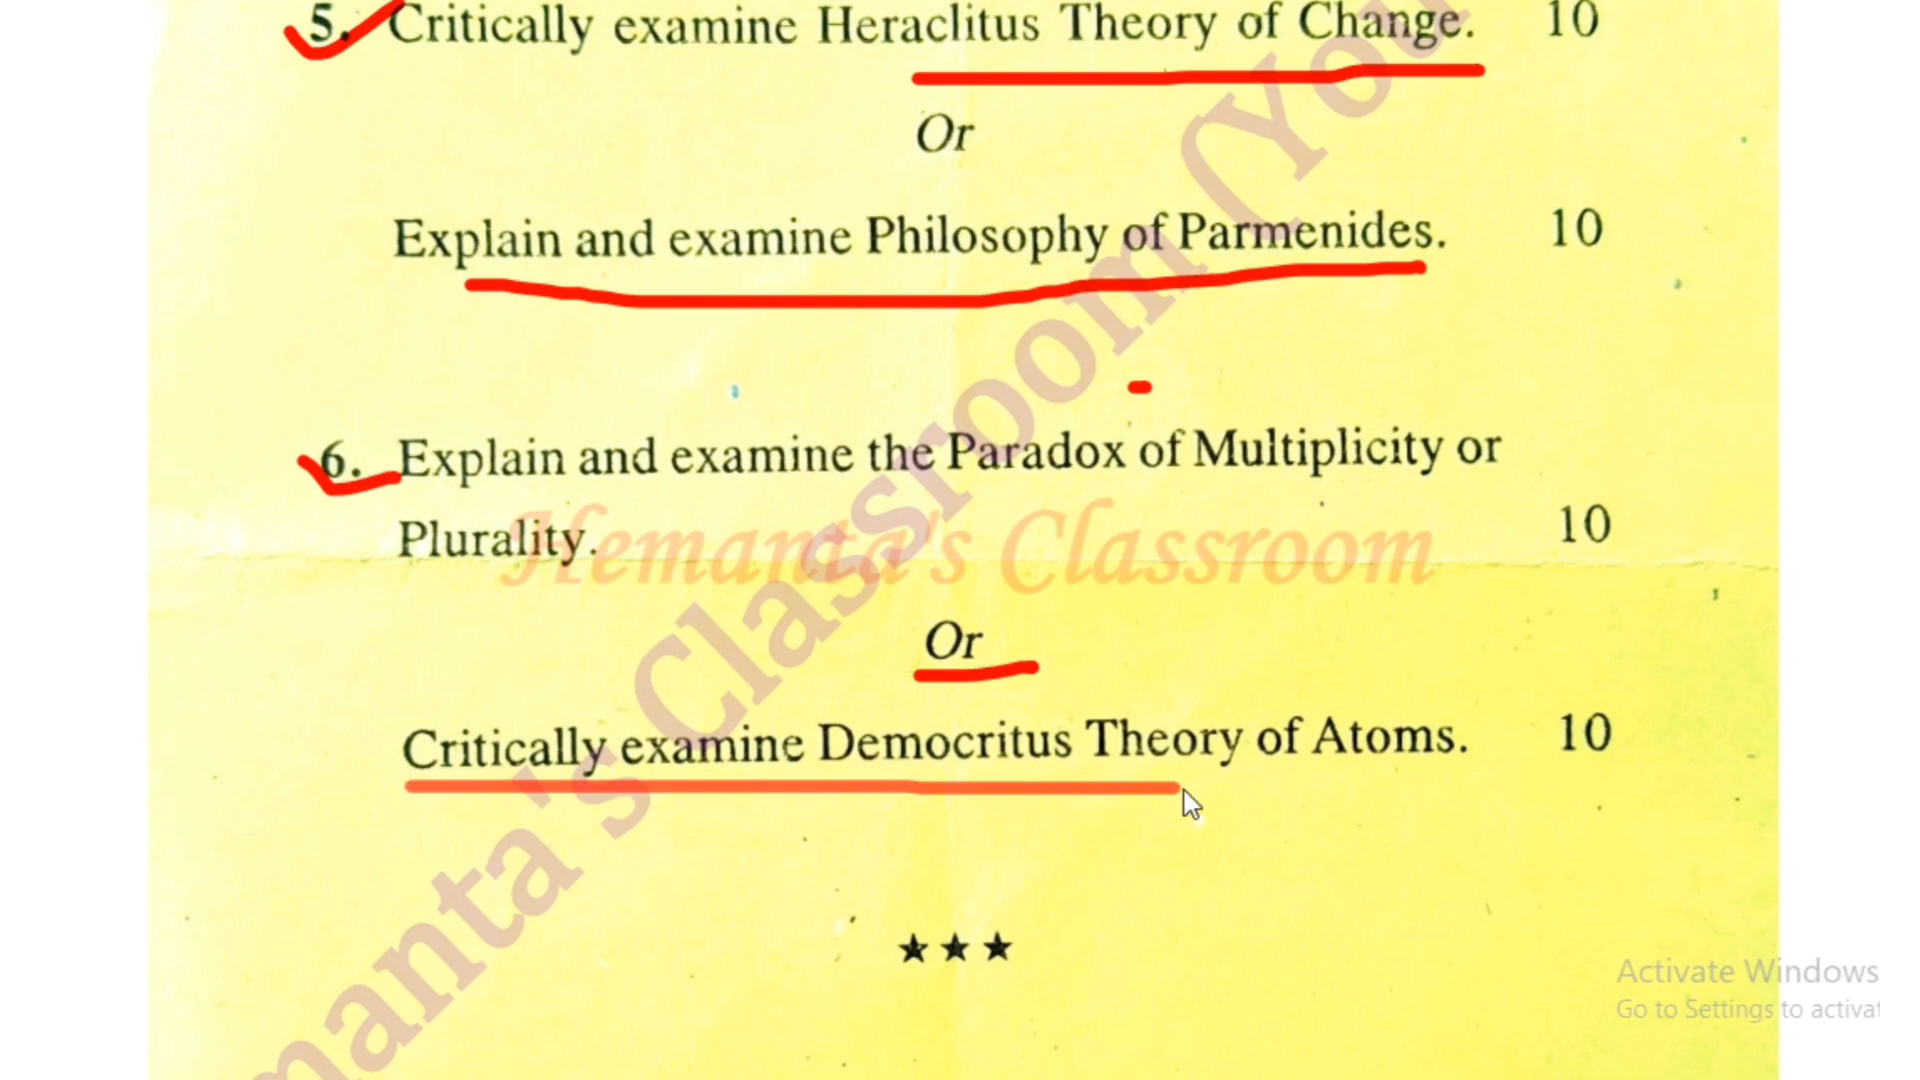 5. Critically examine Heraclitus Theory of Change. 10
Or
Explain and examine Philosophy of Parmenides. 10
6. Explain and examine the Paradox of Multiplicity or
Plurality. 10
Hemanta's Classroom
Or
Critically examine Democritus Theory of Atoms. 10
manta's Classroom (You
Activate Windows
Go to Settings to activat